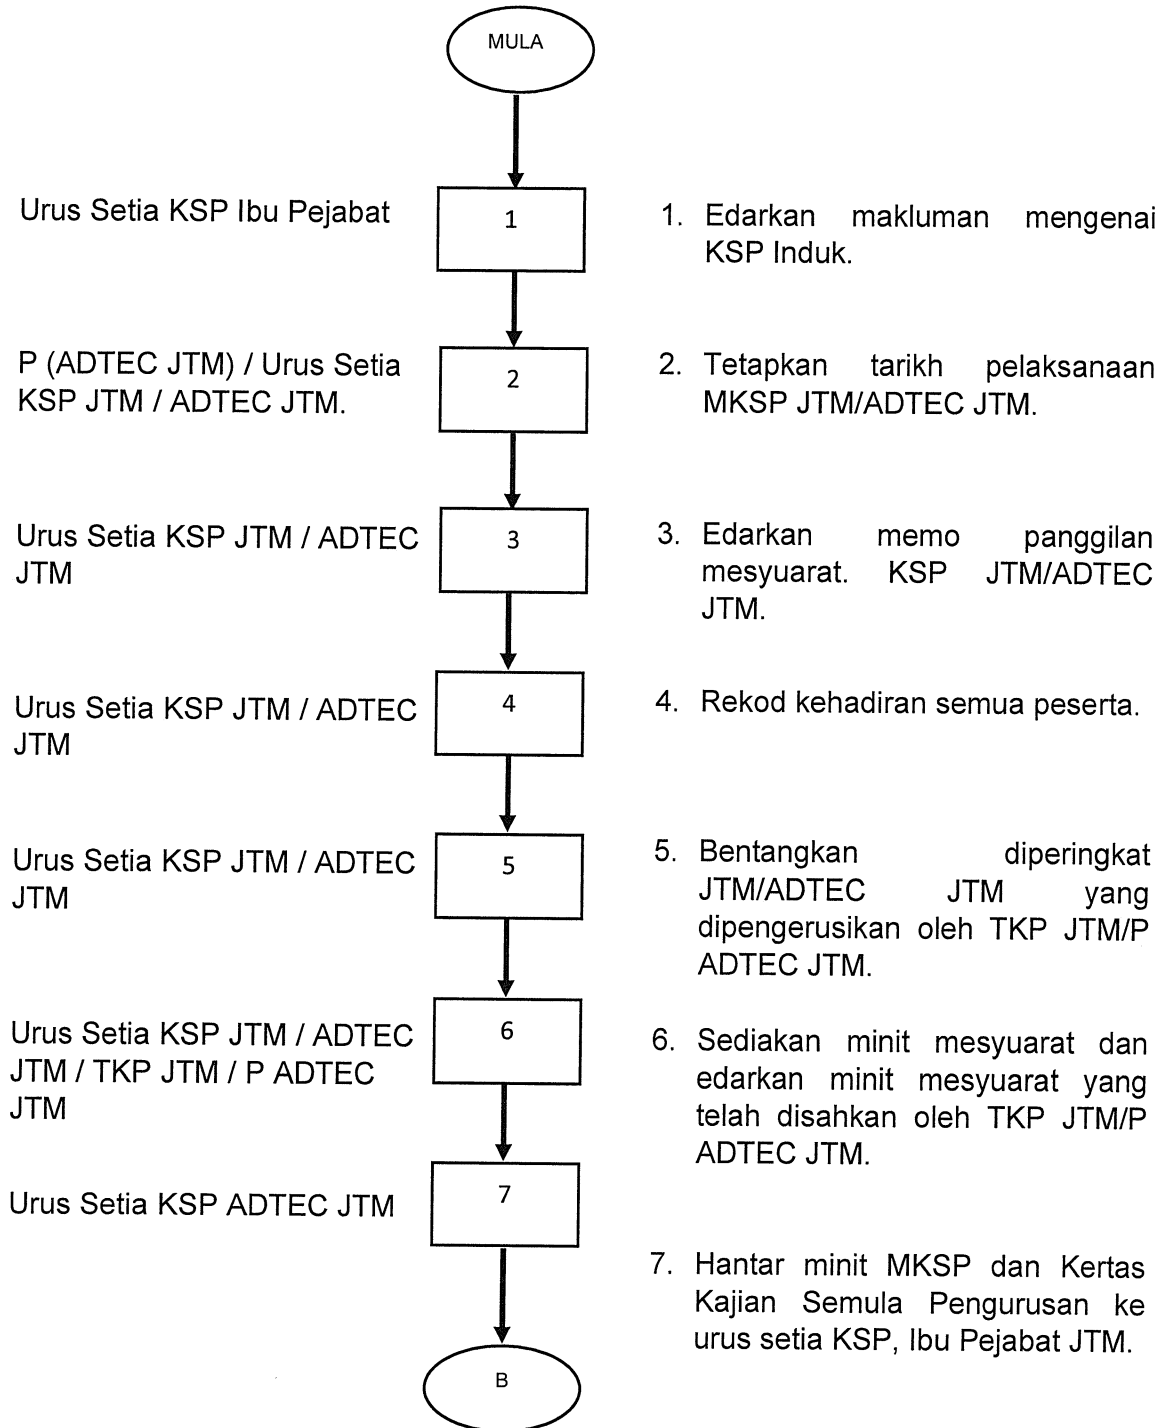 MULA
Urus Setia KSP Ibu Pejabat
1
1. Edarkan makluman mengenai
KSP Induk.
P (ADTEC JTM) / Urus Setia
KSP JTM / ADTEC JTM.
2
2. Tetapkan tarikh pelaksanaan
MKSP JTM/ADTEC JTM.
Urus Setia KSP JTM / ADTEC
JTM
3
3. Edarkan memo panggilan
mesyuarat. KSP JTM/ADTEC
JTM.
Urus Setia KSP JTM / ADTEC
JTM
4
4. Rekod kehadiran semua peserta.
Urus Setia KSP JTM / ADTEC
JTM
5
5. Bentangkan diperingkat
JTM/ADTEC JTM yang
dipengerusikan oleh TKP JTM/P
ADTEC JTM.
Urus Setia KSP JTM / ADTEC
JTM / TKP JTM / P ADTEC
JTM
6
6. Sediakan minit mesyuarat dan
edarkan minit mesyuarat yang
telah disahkan oleh TKP JTM/P
ADTEC JTM.
Urus Setia KSP ADTEC JTM
7
7. Hantar minit MKSP dan Kertas
Kajian Semula Pengurusan ke
urus setia KSP, Ibu Pejabat JTM.
B